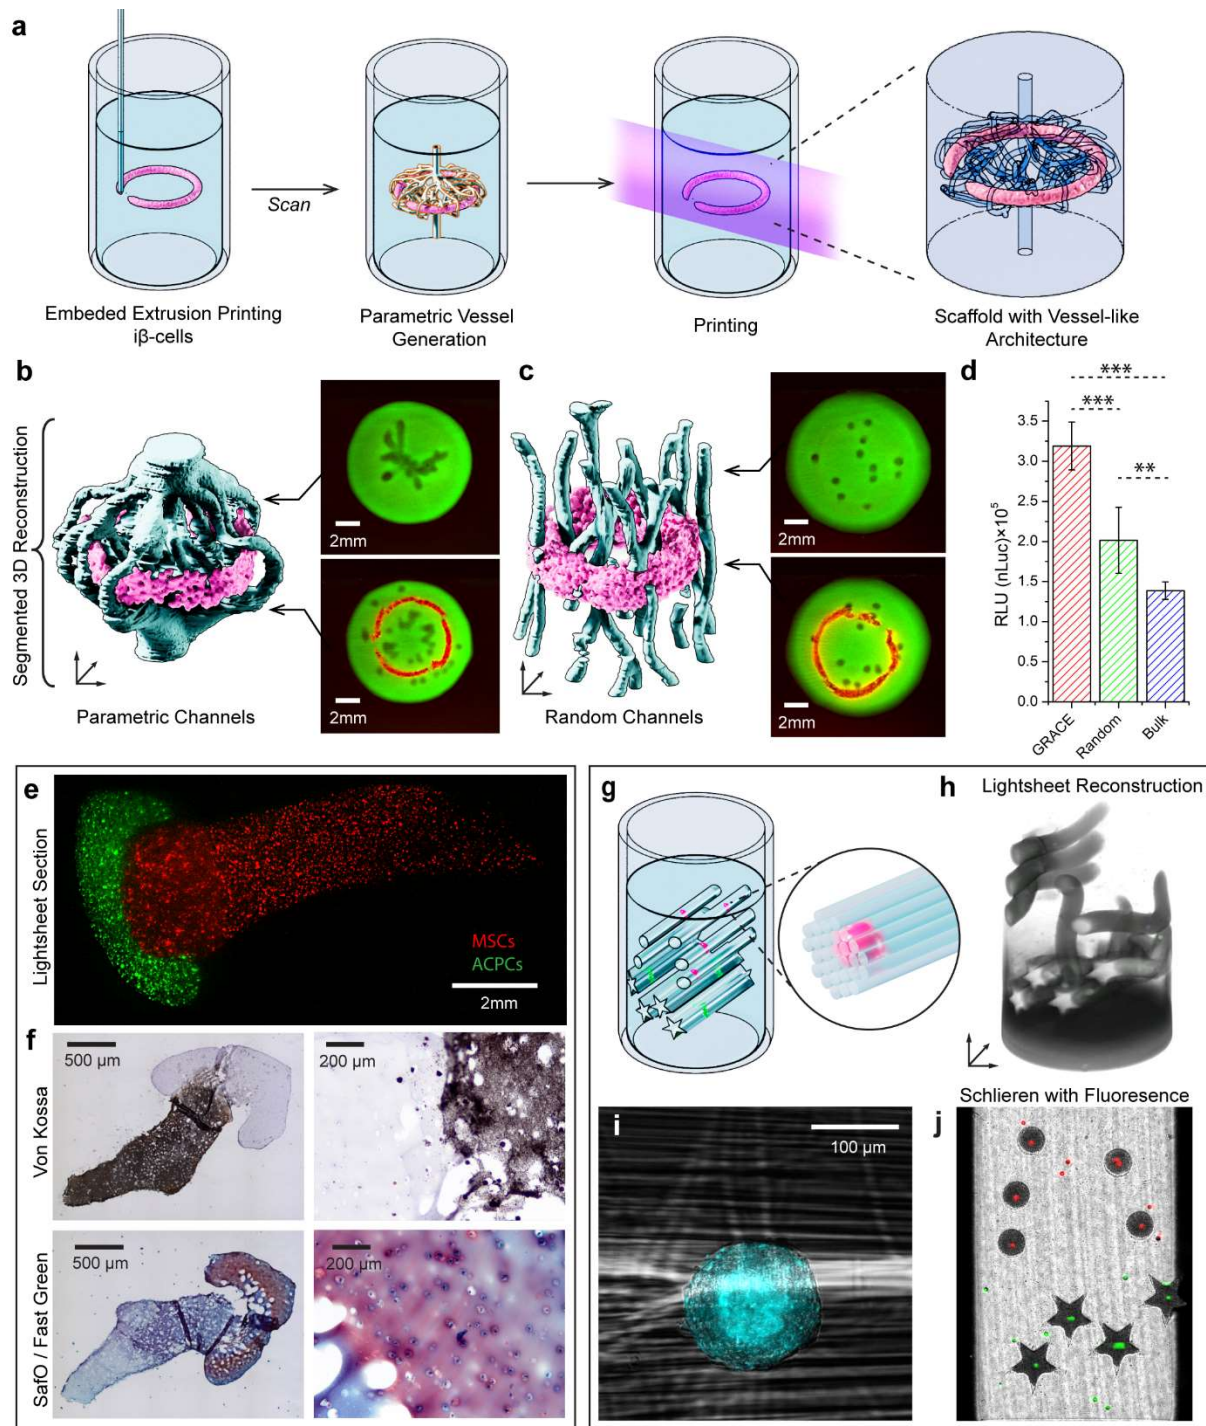 a
Scan
Embeded Extrusion Printing
iβ-cells
Parametric Vessel
Generation
Printing
Scaffold with Vessel-like
Architecture
b
Segmented 3D Reconstruction
2mm
2mm
Parametric Channels
c
2mm
2mm
Random Channels
d
***
***
**
RLU (nLuc)×10⁵
3.5
3.0
2.5
2.0
1.5
1.0
0.5
0.0
GRACE
Random
Bulk
e
Lightsheet Section
MSCs
ACPCs
2mm
f
Von Kossa
500 µm
200 µm
SafO / Fast Green
500 µm
200 µm
g
h
Lightsheet Reconstruction
i
100 µm
Schlieren with Fluoresence
j